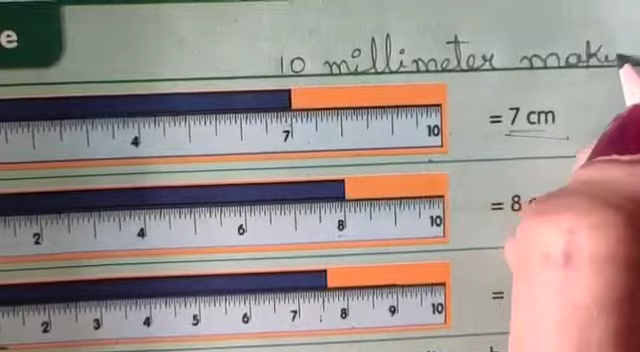 e
10 millimeter make
4 7 10
= 7 cm
2 4 6 8 10
= 8
2 3 4 5 6 7 8 9 10
=